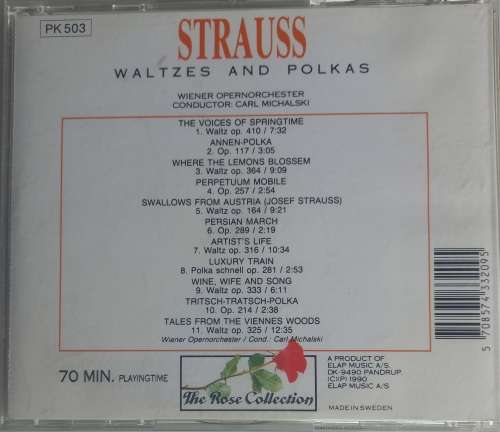 PK 503
STRAUSS
WALTZES AND POLKAS
WIENER OPERNORCHESTER
CONDUCTOR: CARL MICHALSKI
THE VOICES OF SPRINGTIME
1. Waltz op. 410 / 7:32
ANNEN-POLKA
2. Op. 117 / 3:05
WHERE THE LEMONS BLOSSEM
3. Waltz op. 364 / 9:09
PERPETUUM MOBILE
4. Op. 257 / 2:54
SWALLOWS FROM AUSTRIA (JOSEF STRAUSS)
5. Waltz op. 164 / 9:21
PERSIAN MARCH
6. Op. 289 / 2:19
ARTIST'S LIFE
7. Waltz op. 316 / 10:34
LUXURY TRAIN
8. Polka schnell op. 281 / 2:53
WINE, WIFE AND SONG
9. Waltz op. 333 / 6:11
TRITSCH-TRATSCH-POLKA
10. Op. 214 / 2:38
TALES FROM THE VIENNES WOODS
11. Waltz op. 325 / 12:35
Wiener Opernorchester / Cond.: Carl Michalski
70 MIN. PLAYINGTIME
The Rose Collection
A PRODUCT OF
ELAP MUSIC A/S.
DK-9490 PANDRUP.
(C)(P) 1990
ELAP MUSIC A/S
MADE IN SWEDEN
5 708574 332095